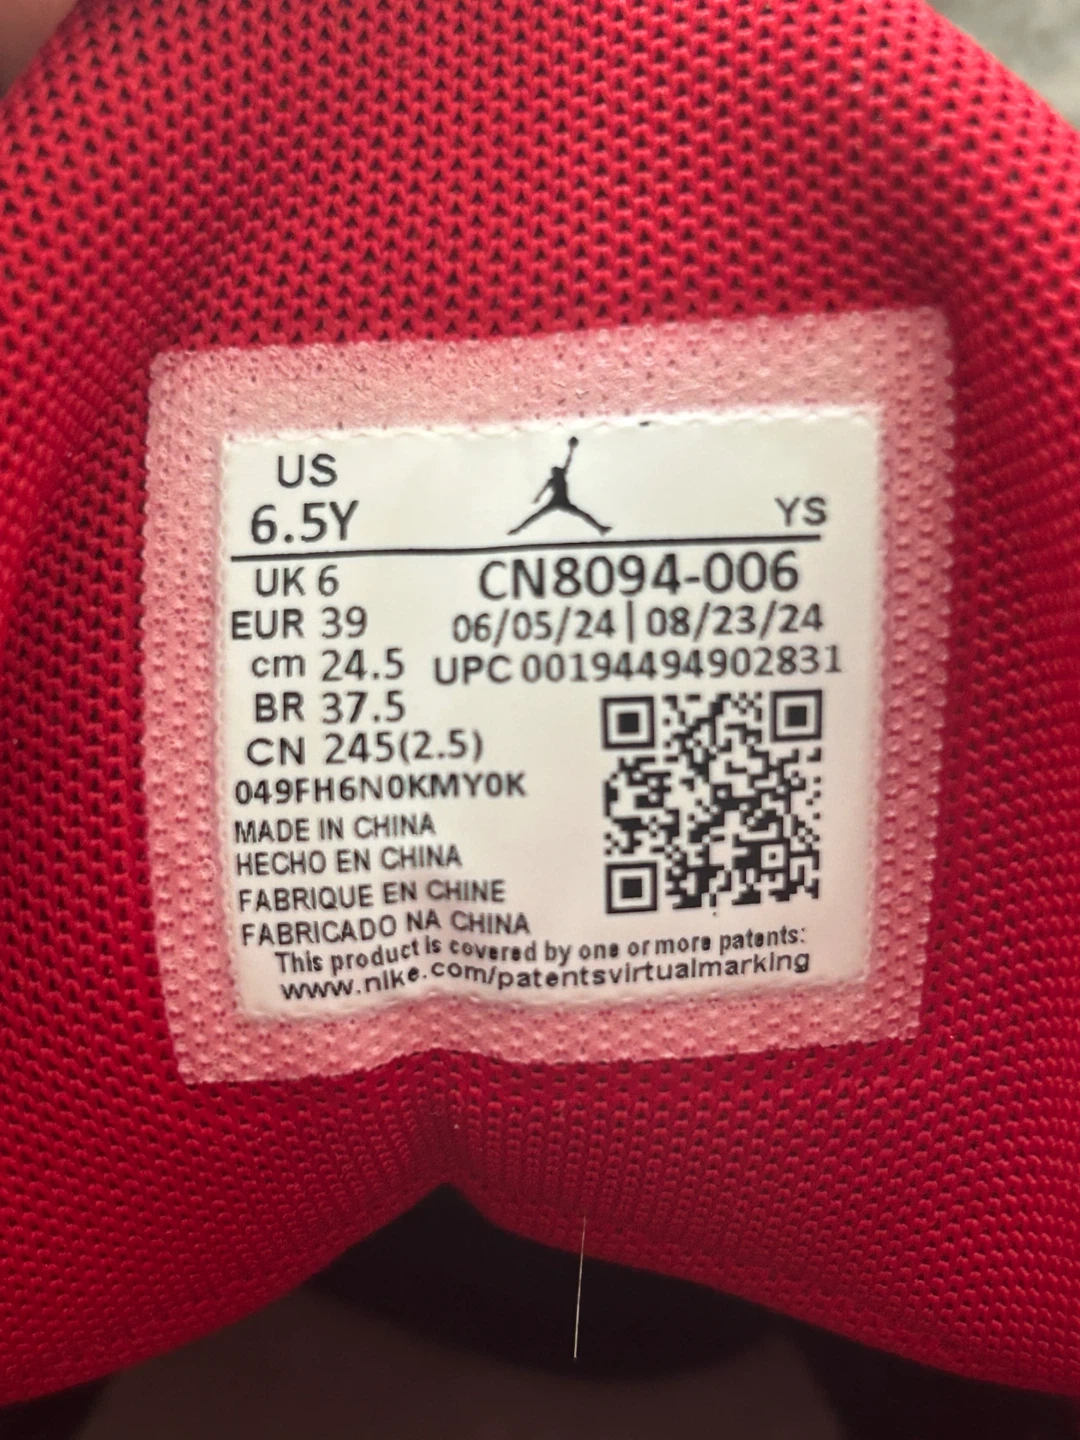 US
6.5Y
YS
UK 6
CN8094-006
EUR 39
06/05/24 | 08/23/24
cm 24.5
UPC 00194494902831
BR 37.5
CN 245(2.5)
049FH6N0KMY0K
MADE IN CHINA
HECHO EN CHINA
FABRIQUE EN CHINE
FABRICADO NA CHINA
This product is covered by one or more patents:
www.nike.com/patentsvirtualmarking